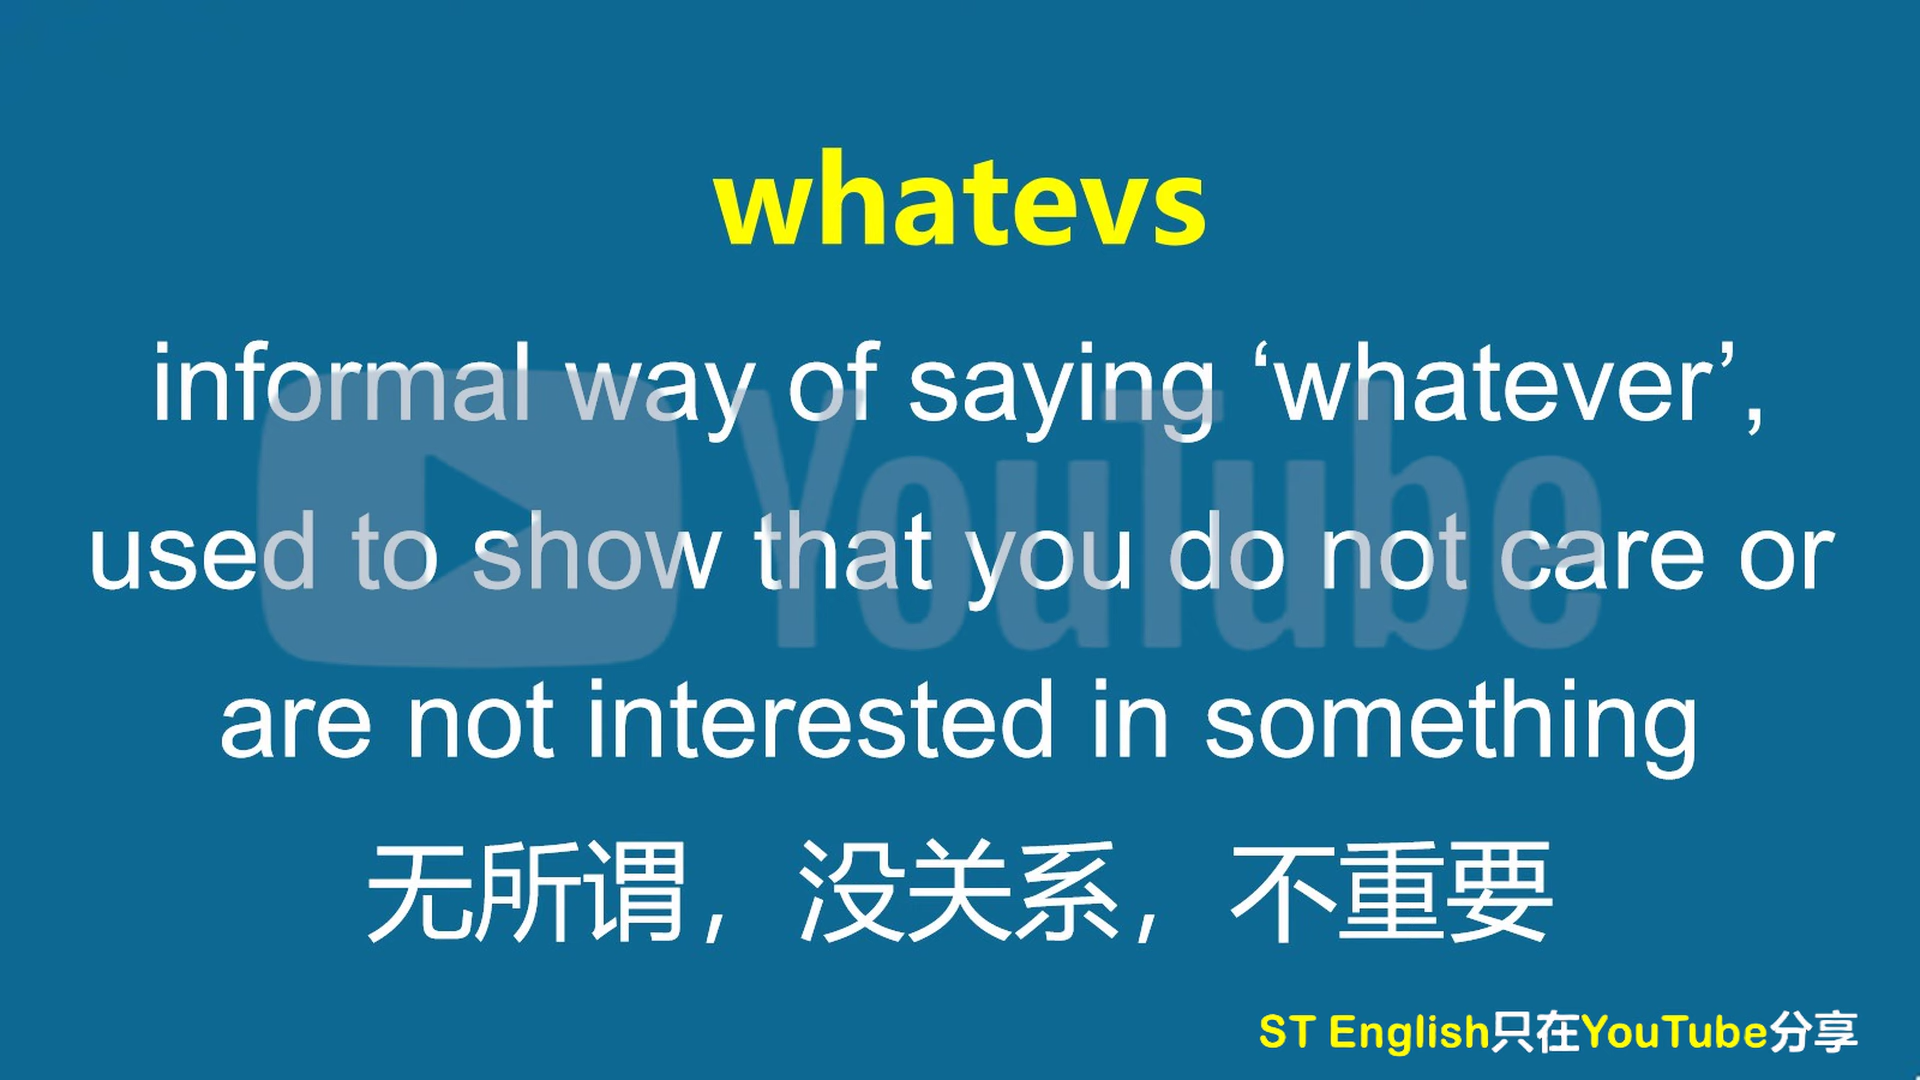 whatevs
informal way of saying ‘whatever’,
used to show that you do not care or
are not interested in something
无所谓，没关系，不重要
YouTube
ST English只在YouTube分享